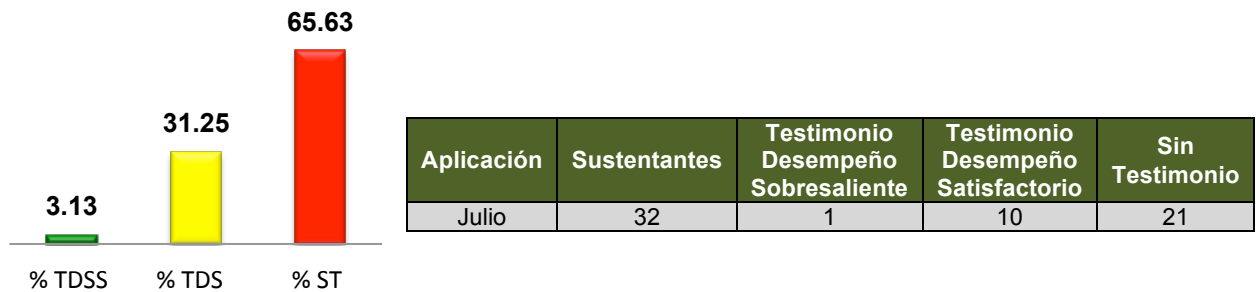 65.63
31.25
3.13
% TDSS % TDS % ST
Aplicación Sustentantes Testimonio Desempeño Sobresaliente Testimonio Desempeño Satisfactorio Sin Testimonio
Julio 32 1 10 21